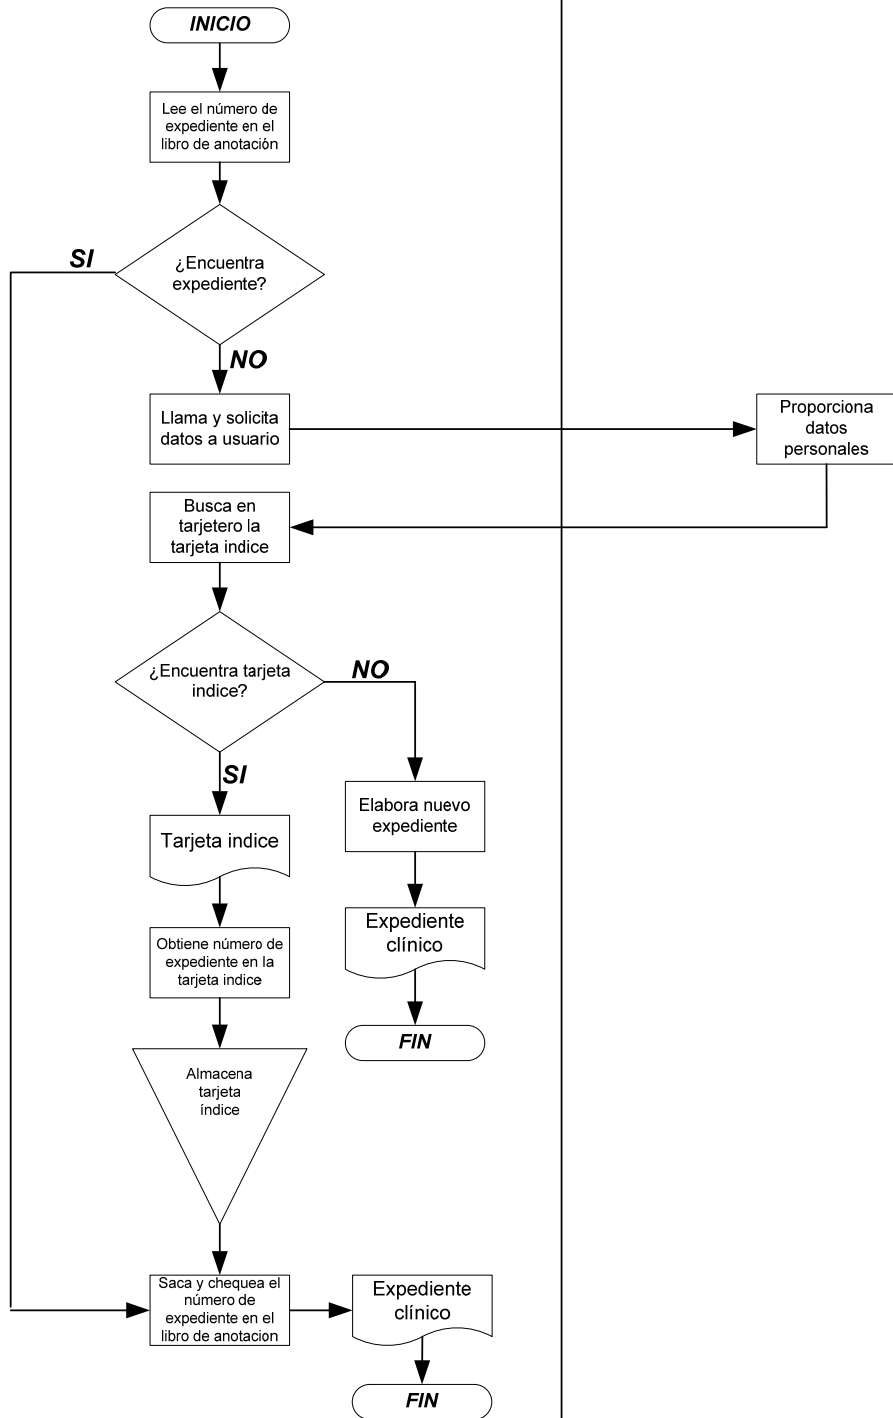 INICIO
Lee el número de
expediente en el
libro de anotación
¿Encuentra
expediente?
SI
NO
Llama y solicita
datos a usuario
Proporciona
datos
personales
Busca en
tarjetero la
tarjeta indice
¿Encuentra tarjeta
indice?
NO
SI
Tarjeta indice
Elabora nuevo
expediente
Obtiene número de
expediente en la
tarjeta indice
Expediente
clínico
FIN
Almacena
tarjeta
índice
Saca y chequea el
número de
expediente en el
libro de anotacion
Expediente
clínico
FIN